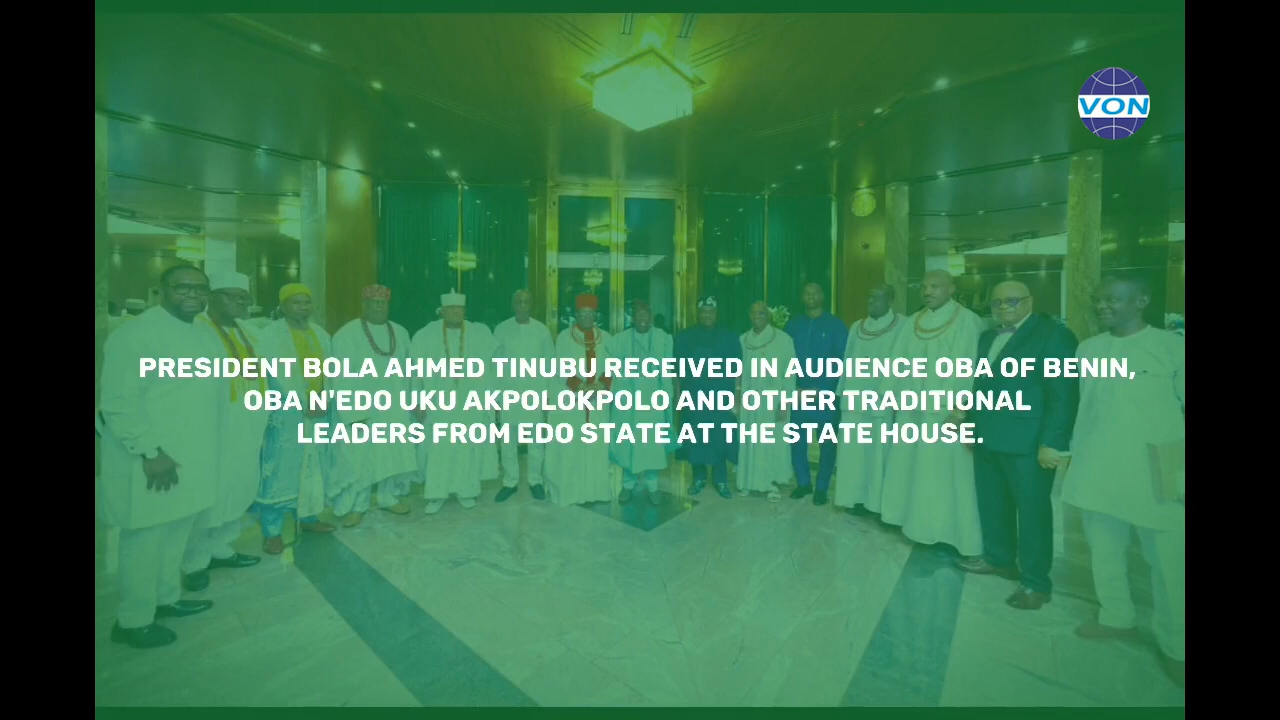 VON
PRESIDENT BOLA AHMED TINUBU RECEIVED IN AUDIENCE OBA OF BENIN,
OBA N'EDO UKU AKPOLOKPOLO AND OTHER TRADITIONAL
LEADERS FROM EDO STATE AT THE STATE HOUSE.